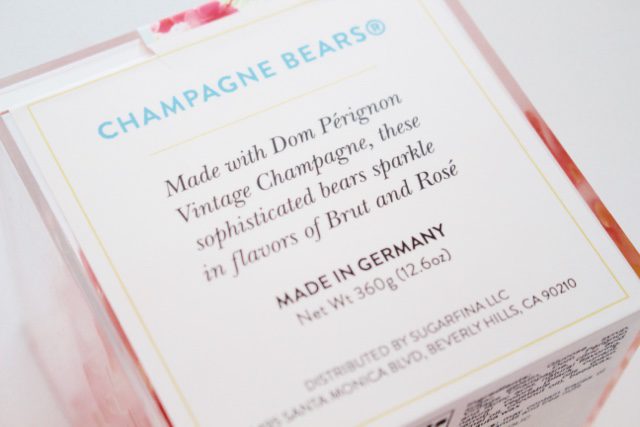 CHAMPAGNE BEARS®
Made with Dom Pérignon
Vintage Champagne, these
sophisticated bears sparkle
in flavors of Brut and Rosé
MADE IN GERMANY
Net Wt 360g (12.6oz)
DISTRIBUTED BY SUGARFINA LLC
SANTA MONICA BLVD, BEVERLY HILLS, CA 90210